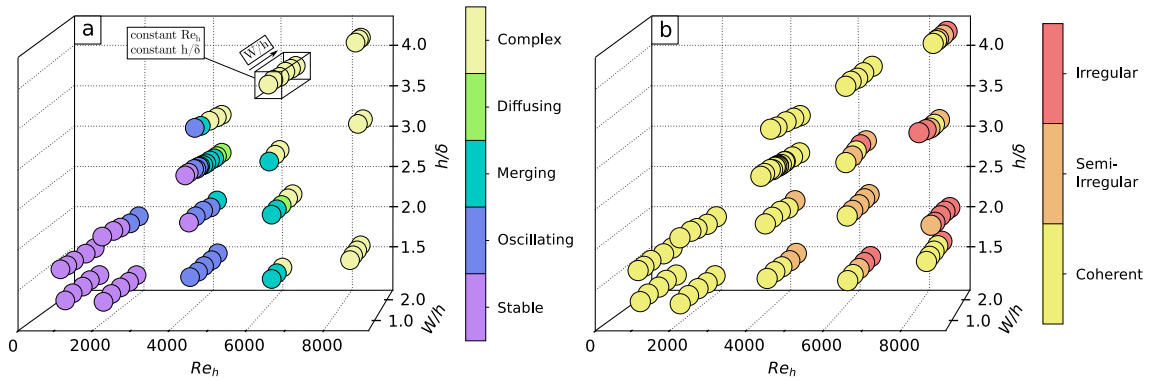 a
constant Re_h
constant h/δ
W/h
4.0
3.5
3.0
2.5
2.0
1.5
h/δ
2.0
1.0
W/h
0
2000
4000
6000
8000
Re_h
Complex
Diffusing
Merging
Oscillating
Stable
b
4.0
3.5
3.0
2.5
2.0
1.5
h/δ
2.0
1.0
W/h
0
2000
4000
6000
8000
Re_h
Irregular
Semi-
Irregular
Coherent